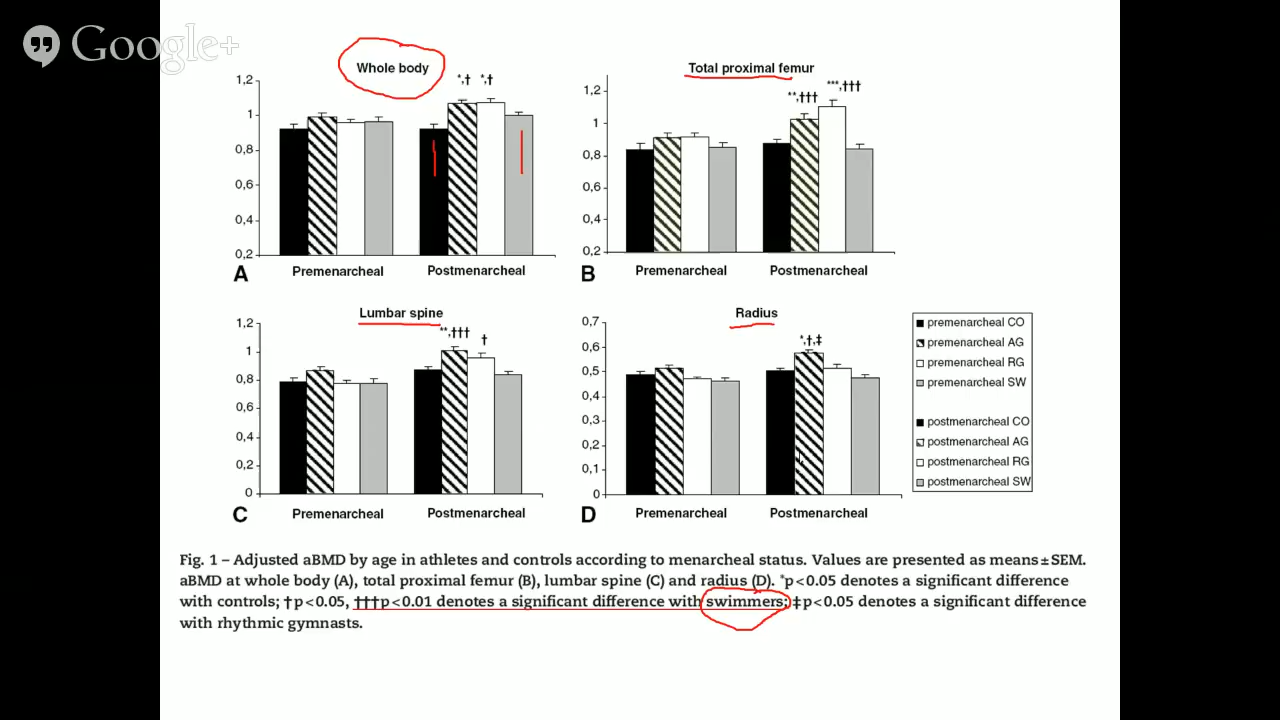 Google+
Whole body
*,† *,†
1,2
1
0,8
0,6
0,4
0,2
Premenarcheal Postmenarcheal
A
Total proximal femur
**,††† ***,†††
1,2
1
0,8
0,6
0,4
0,2
Premenarcheal Postmenarcheal
B
Lumbar spine
**,††† †
1,2
1
0,8
0,6
0,4
0,2
0
Premenarcheal Postmenarcheal
C
Radius
*,†,‡
0,7
0,6
0,5
0,4
0,3
0,2
0,1
0
Premenarcheal Postmenarcheal
D
premenarcheal CO
premenarcheal AG
premenarcheal RG
premenarcheal SW
postmenarcheal CO
postmenarcheal AG
postmenarcheal RG
postmenarcheal SW
Fig. 1 – Adjusted aBMD by age in athletes and controls according to menarcheal status. Values are presented as means ± SEM.
aBMD at whole body (A), total proximal femur (B), lumbar spine (C) and radius (D). *p < 0.05 denotes a significant difference
with controls; †p < 0.05, †††p < 0.01 denotes a significant difference with swimmers; ‡p < 0.05 denotes a significant difference
with rhythmic gymnasts.